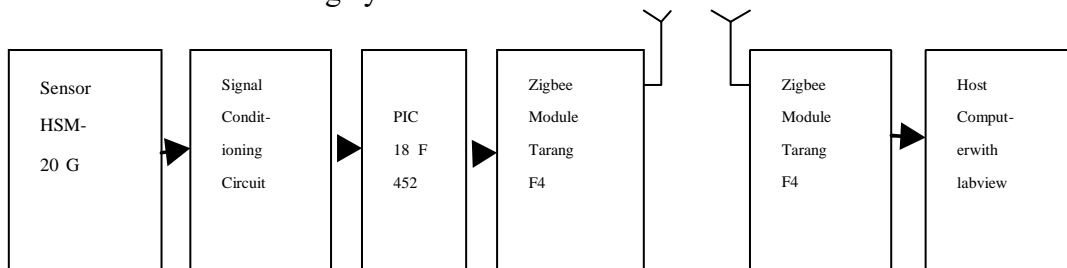 Sensor
HSM-
20 G
Signal
Condit-
ioning
Circuit
PIC
18 F
452
Zigbee
Module
Tarang
F4
Zigbee
Module
Tarang
F4
Host
Comput-
erwith
labview